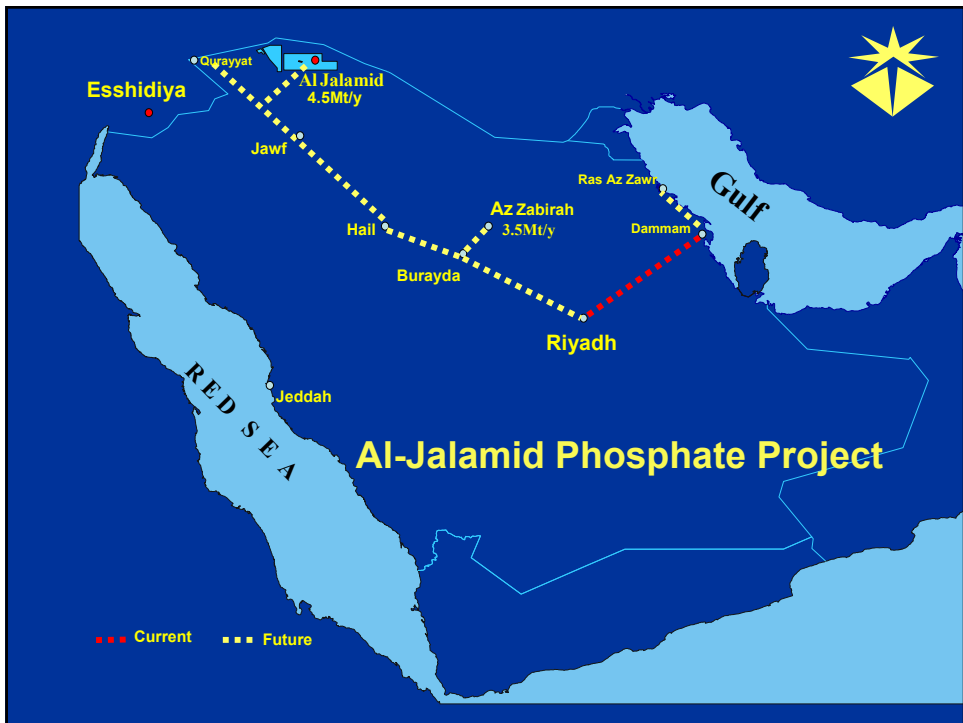 Qurayyat
Al Jalamid
4.5Mt/y
Esshidiya
Jawf
Ras Az Zawr
Gulf
Az Zabirah
3.5Mt/y
Hail
Dammam
Burayda
Riyadh
Jeddah
RED SEA
Al-Jalamid Phosphate Project
Current
Future